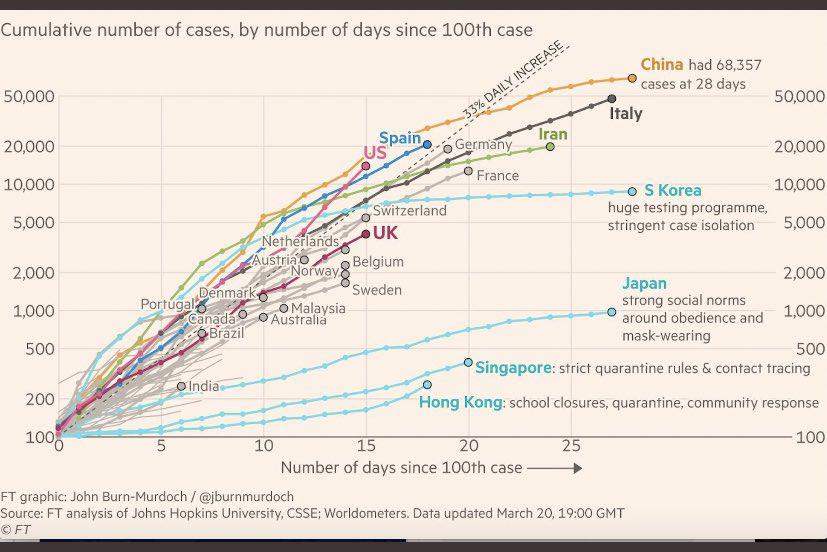 Cumulative number of cases, by number of days since 100th case
33% DAILY INCREASE
China had 68,357
cases at 28 days
50,000
50,000
Italy
Spain
US
Germany
Iran
20,000
20,000
France
10,000
10,000
S Korea
huge testing programme,
stringent case isolation
Switzerland
5,000
5,000
UK
Netherlands
Austria
Belgium
Norway
2,000
2,000
Japan
strong social norms
around obedience and
mask-wearing
Sweden
Denmark
Portugal
1,000
1,000
Malaysia
Canada
Australia
Brazil
500
500
Singapore: strict quarantine rules & contact tracing
India
200
200
Hong Kong: school closures, quarantine, community response
100
100
0 5 10 15 20 25
Number of days since 100th case
FT graphic: John Burn-Murdoch / @jburnmurdoch
Source: FT analysis of Johns Hopkins University, CSSE; Worldometers. Data updated March 20, 19:00 GMT
© FT